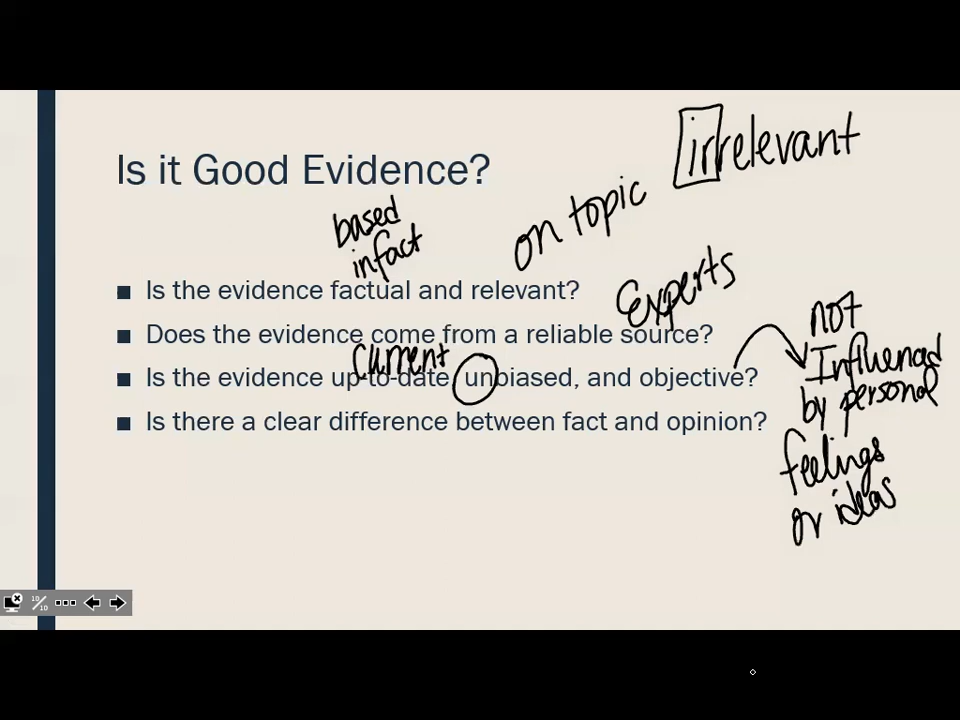 irrelevant
Is it Good Evidence?
on topic
based
in fact
Experts
■ Is the evidence factual and relevant?
■ Does the evidence come from a reliable source?
not
Current
Influenced
■ Is the evidence up-to-date, unbiased, and objective?
by personal
■ Is there a clear difference between fact and opinion?
feelings
or ideas
10/10